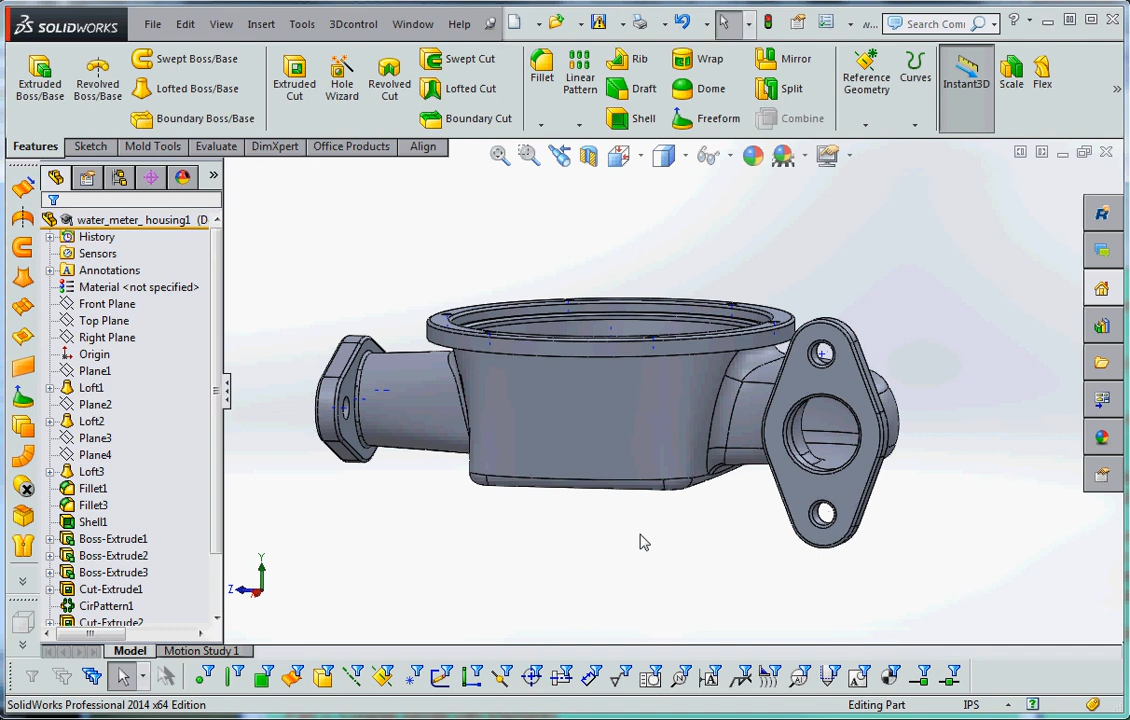 SOLIDWORKS File Edit View Insert Tools 3Dcontrol Window Help n... Search Comı ?
Extruded Boss/Base
Revolved Boss/Base
Swept Boss/Base
Lofted Boss/Base
Boundary Boss/Base
Extruded Cut
Hole Wizard
Revolved Cut
Swept Cut
Lofted Cut
Boundary Cut
Fillet
Linear Pattern
Rib
Draft
Shell
Wrap
Dome
Freeform
Mirror
Split
Combine
Reference Geometry
Curves
Instant3D
Scale
Flex
Features Sketch Mold Tools Evaluate DimXpert Office Products Align
water_meter_housing1 (D
History
Sensors
Annotations
Material <not specified>
Front Plane
Top Plane
Right Plane
Origin
Plane1
Loft1
Plane2
Loft2
Plane3
Plane4
Loft3
Fillet1
Fillet3
Shell1
Boss-Extrude1
Boss-Extrude2
Boss-Extrude3
Cut-Extrude1
CirPattern1
Cut-Extrude2
Y
Z
Model Motion Study 1
SolidWorks Professional 2014 x64 Edition Editing Part IPS